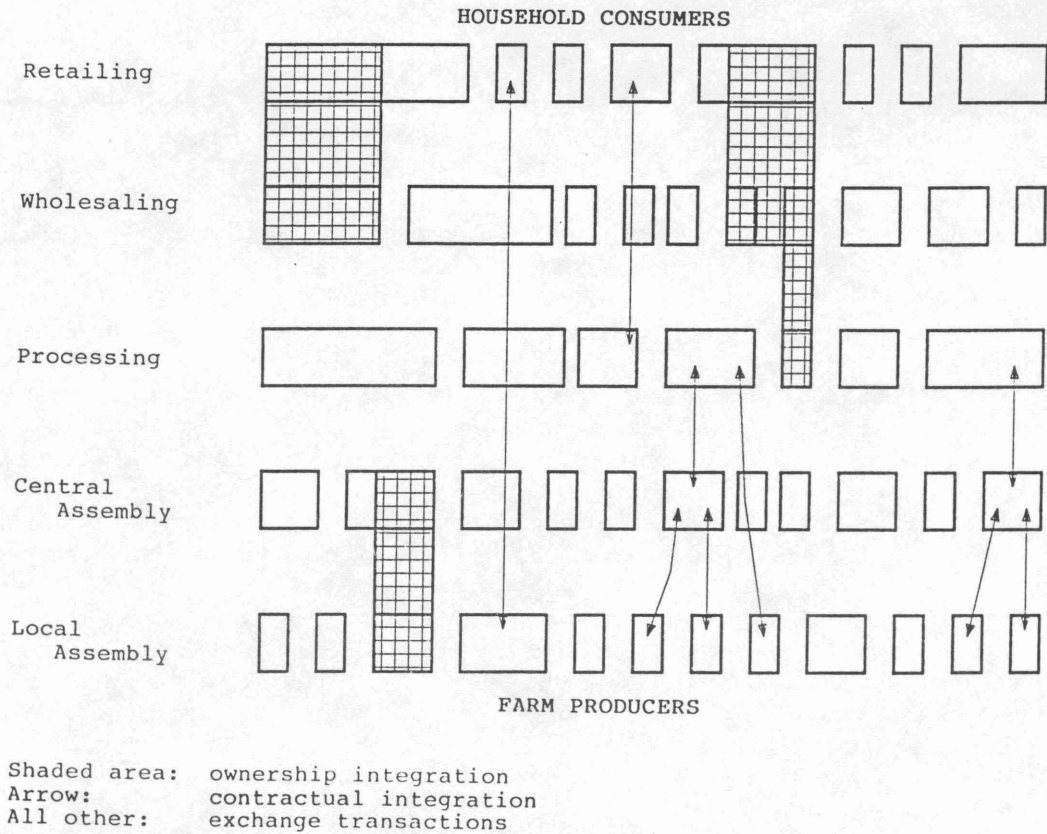 HOUSEHOLD CONSUMERS
Retailing
Wholesaling
Processing
Central
Assembly
Local
Assembly
FARM PRODUCERS
Shaded area: ownership integration
Arrow: contractual integration
All other: exchange transactions